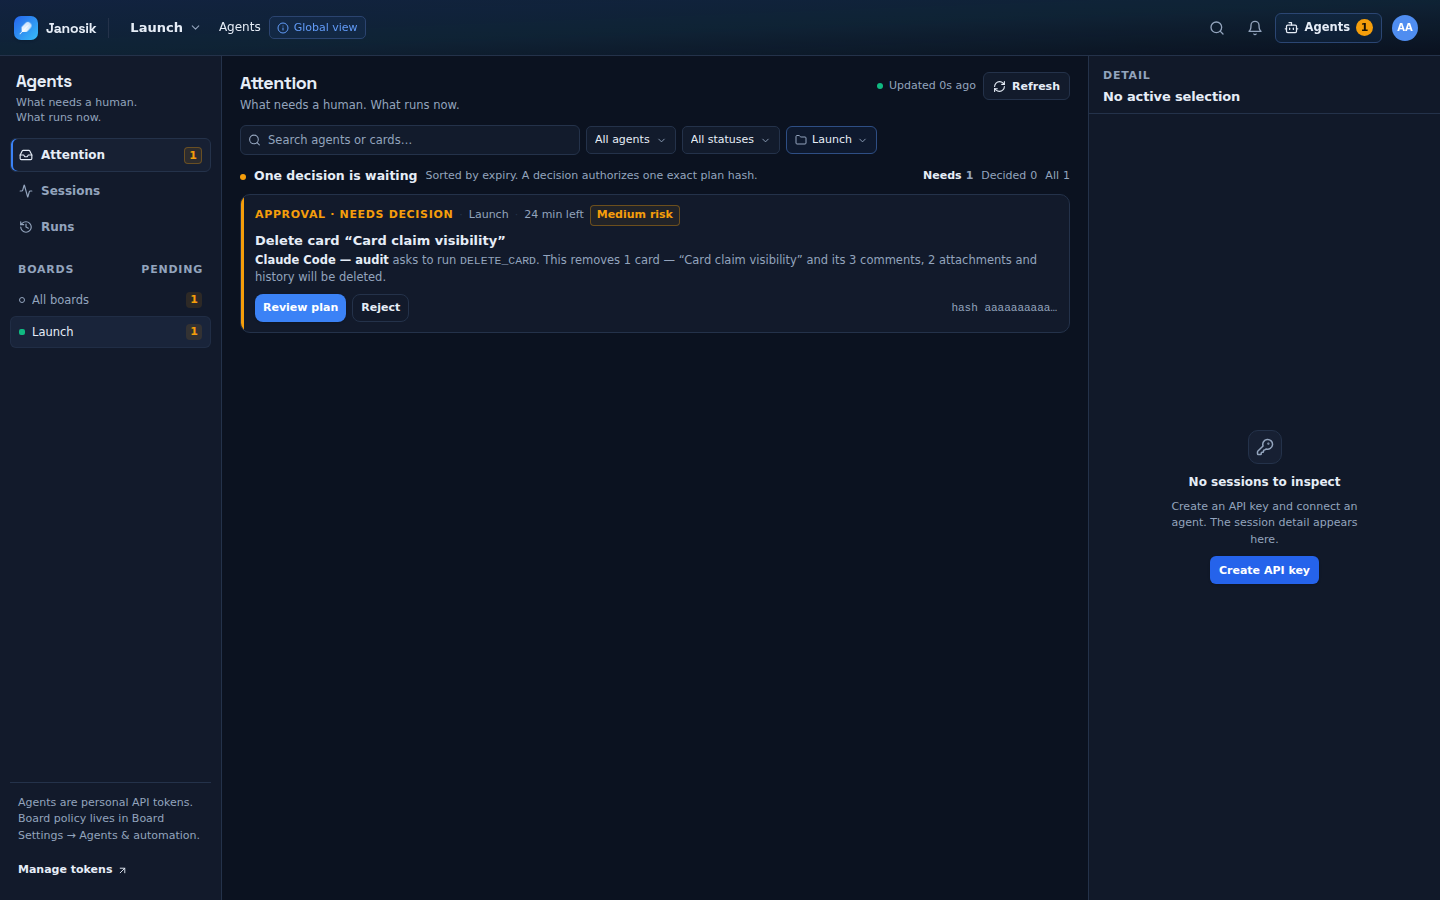 Janosik
Launch
Agents
Global view
Agents
1
AA
Agents
What needs a human.
What runs now.
Attention
1
Sessions
Runs
BOARDS
PENDING
All boards
1
Launch
1
Agents are personal API tokens.
Board policy lives in Board
Settings → Agents & automation.
Manage tokens
Attention
What needs a human. What runs now.
Updated 0s ago
Refresh
Search agents or cards…
All agents
All statuses
Launch
One decision is waiting
Sorted by expiry. A decision authorizes one exact plan hash.
Needs 1
Decided 0
All 1
APPROVAL · NEEDS DECISION
Launch
24 min left
Medium risk
Delete card “Card claim visibility”
Claude Code — audit asks to run DELETE_CARD. This removes 1 card — “Card claim visibility” and its 3 comments, 2 attachments and
history will be deleted.
Review plan
Reject
hash aaaaaaaaaa…
DETAIL
No active selection
No sessions to inspect
Create an API key and connect an
agent. The session detail appears
here.
Create API key